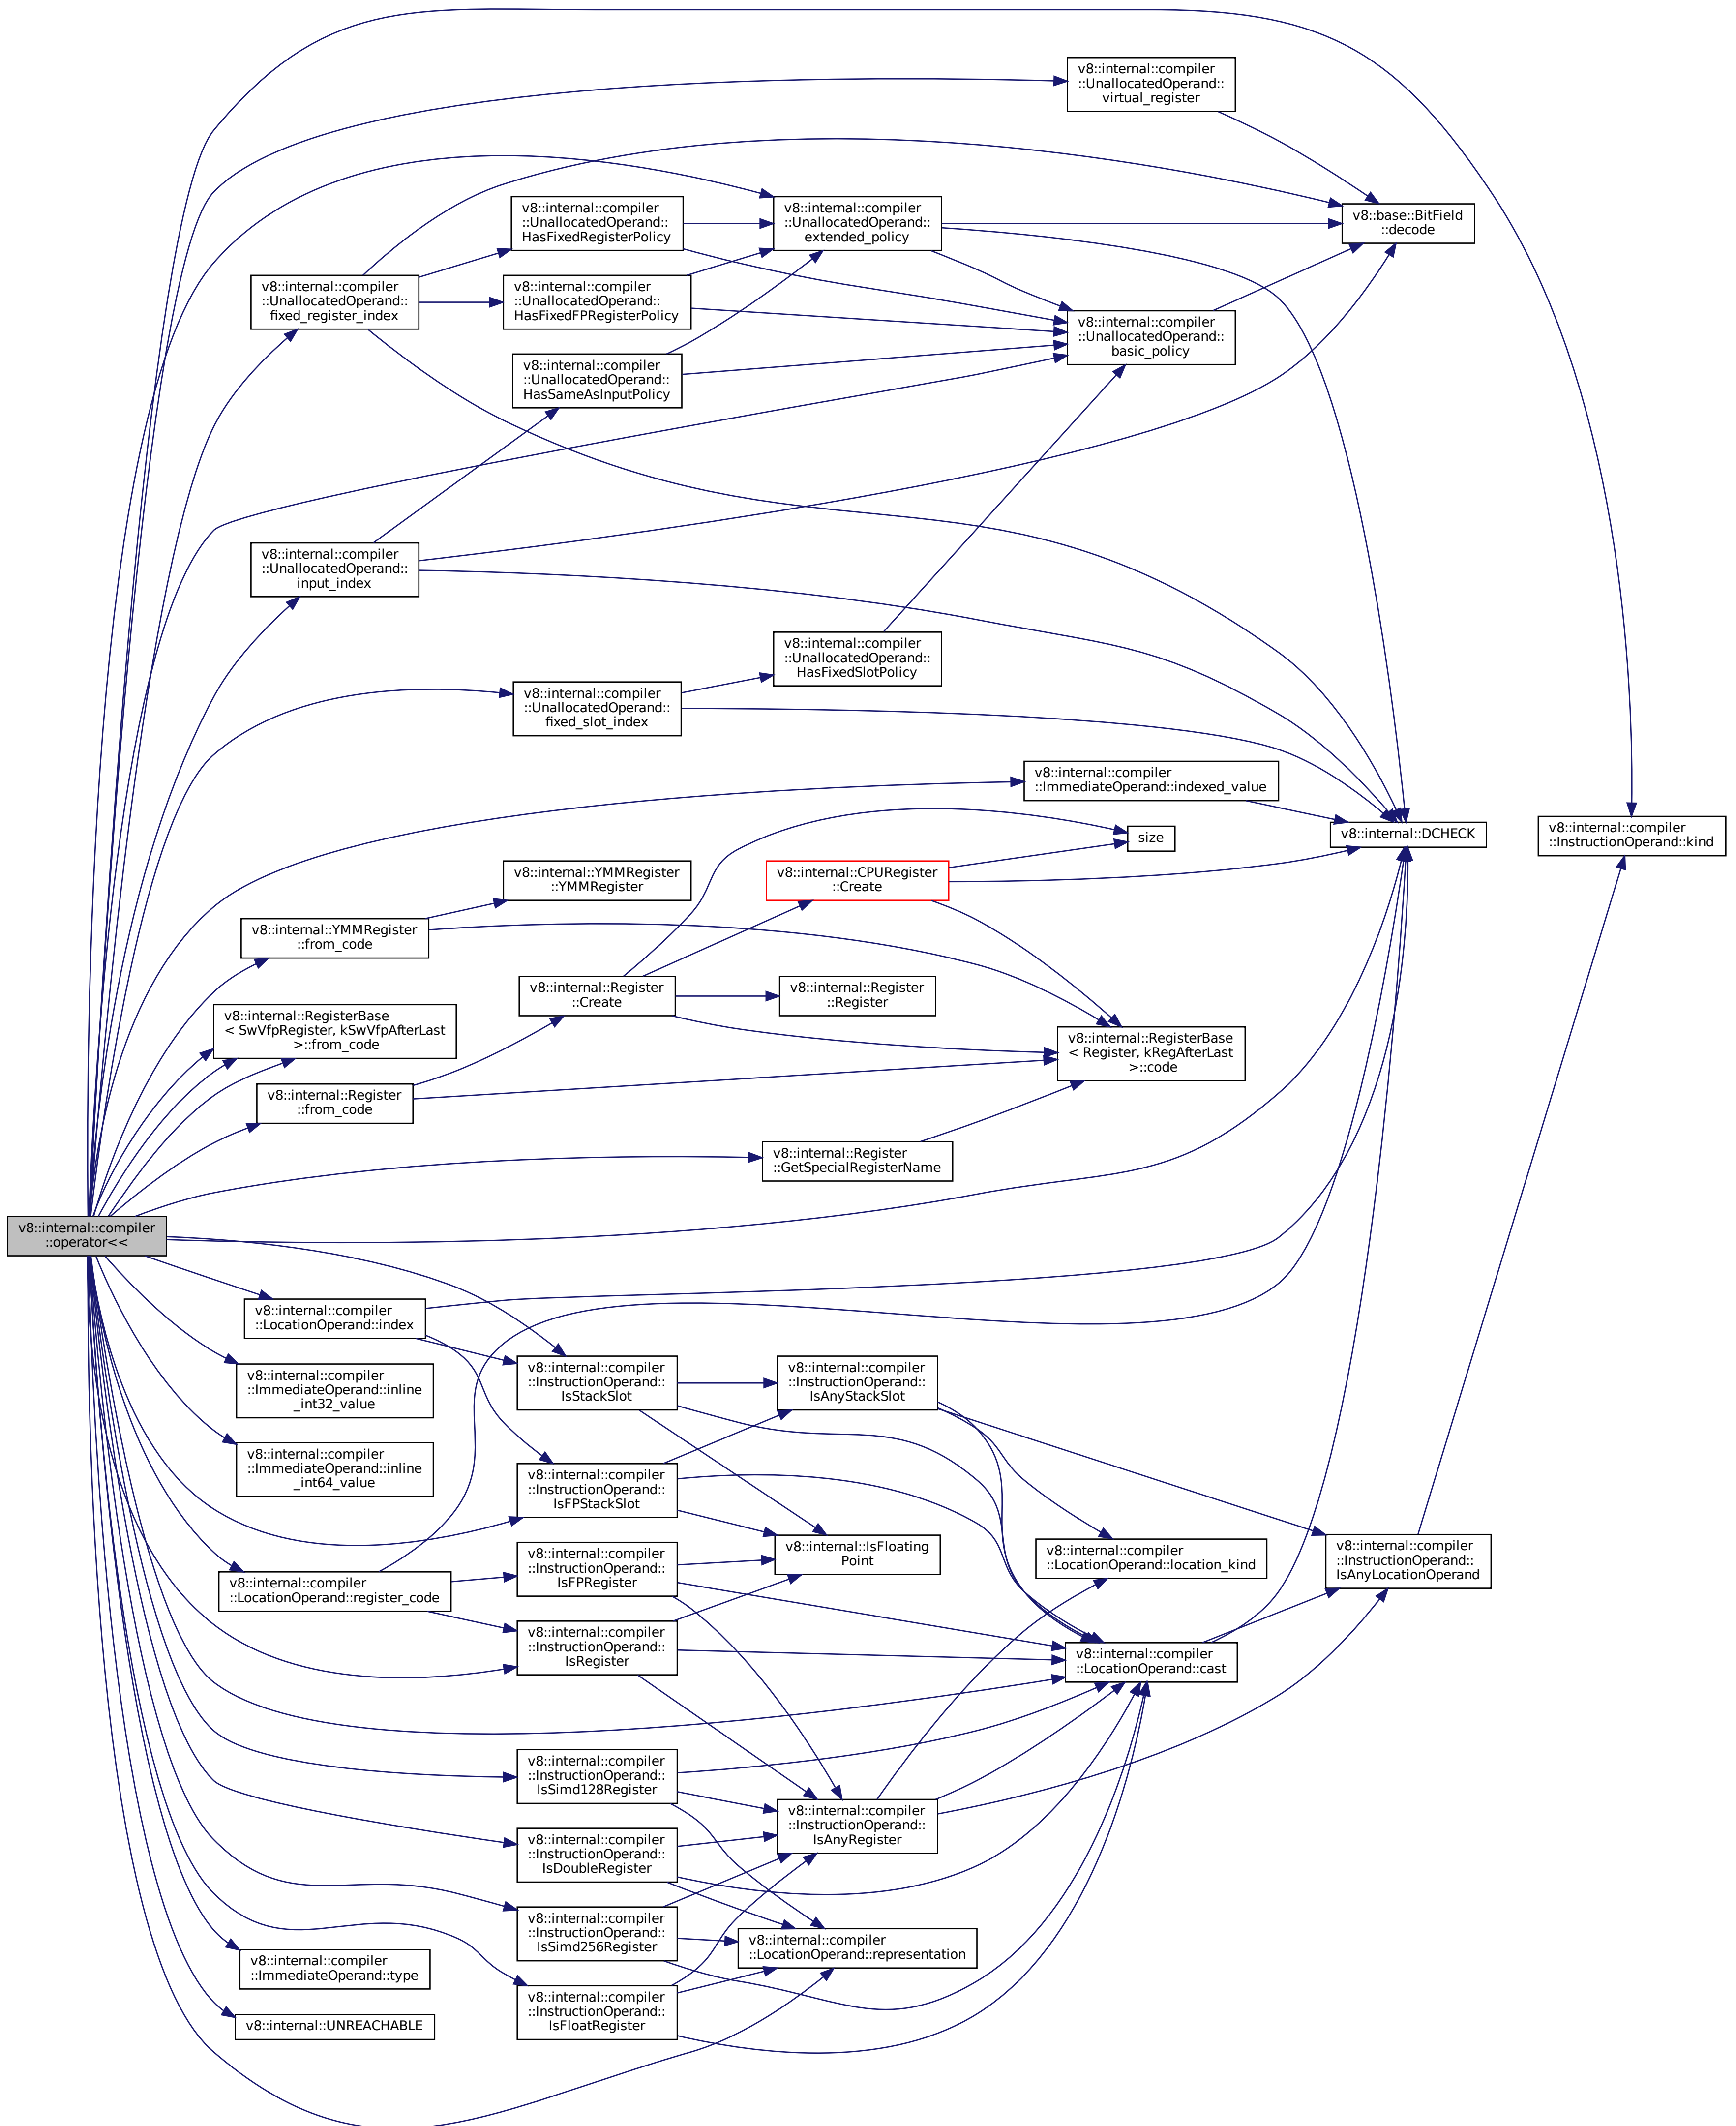 v8::internal::compiler
::UnallocatedOperand::
virtual_register
v8::internal::compiler
::UnallocatedOperand::
HasFixedRegisterPolicy
v8::internal::compiler
::UnallocatedOperand::
extended_policy
v8::base::BitField
::decode
v8::internal::compiler
::UnallocatedOperand::
fixed_register_index
v8::internal::compiler
::UnallocatedOperand::
HasFixedFPRegisterPolicy
v8::internal::compiler
::UnallocatedOperand::
basic_policy
v8::internal::compiler
::UnallocatedOperand::
HasSameAsInputPolicy
v8::internal::compiler
::UnallocatedOperand::
input_index
v8::internal::compiler
::UnallocatedOperand::
HasFixedSlotPolicy
v8::internal::compiler
::UnallocatedOperand::
fixed_slot_index
v8::internal::compiler
::ImmediateOperand::indexed_value
v8::internal::DCHECK
v8::internal::compiler
::InstructionOperand::kind
size
v8::internal::YMMRegister
::YMMRegister
v8::internal::CPURegister
::Create
v8::internal::YMMRegister
::from_code
v8::internal::Register
::Create
v8::internal::Register
::Register
v8::internal::RegisterBase
< SwVfpRegister, kSwVfpAfterLast
>::from_code
v8::internal::RegisterBase
< Register, kRegAfterLast
>::code
v8::internal::Register
::from_code
v8::internal::Register
::GetSpecialRegisterName
v8::internal::compiler
::operator<<
v8::internal::compiler
::LocationOperand::index
v8::internal::compiler
::ImmediateOperand::inline
_int32_value
v8::internal::compiler
::InstructionOperand::
IsStackSlot
v8::internal::compiler
::InstructionOperand::
IsAnyStackSlot
v8::internal::compiler
::ImmediateOperand::inline
_int64_value
v8::internal::compiler
::InstructionOperand::
IsFPStackSlot
v8::internal::IsFloating
Point
v8::internal::compiler
::LocationOperand::location_kind
v8::internal::compiler
::InstructionOperand::
IsAnyLocationOperand
v8::internal::compiler
::LocationOperand::register_code
v8::internal::compiler
::InstructionOperand::
IsFPRegister
v8::internal::compiler
::InstructionOperand::
IsRegister
v8::internal::compiler
::LocationOperand::cast
v8::internal::compiler
::InstructionOperand::
IsSimd128Register
v8::internal::compiler
::InstructionOperand::
IsAnyRegister
v8::internal::compiler
::InstructionOperand::
IsDoubleRegister
v8::internal::compiler
::InstructionOperand::
IsSimd256Register
v8::internal::compiler
::LocationOperand::representation
v8::internal::compiler
::ImmediateOperand::type
v8::internal::compiler
::InstructionOperand::
IsFloatRegister
v8::internal::UNREACHABLE